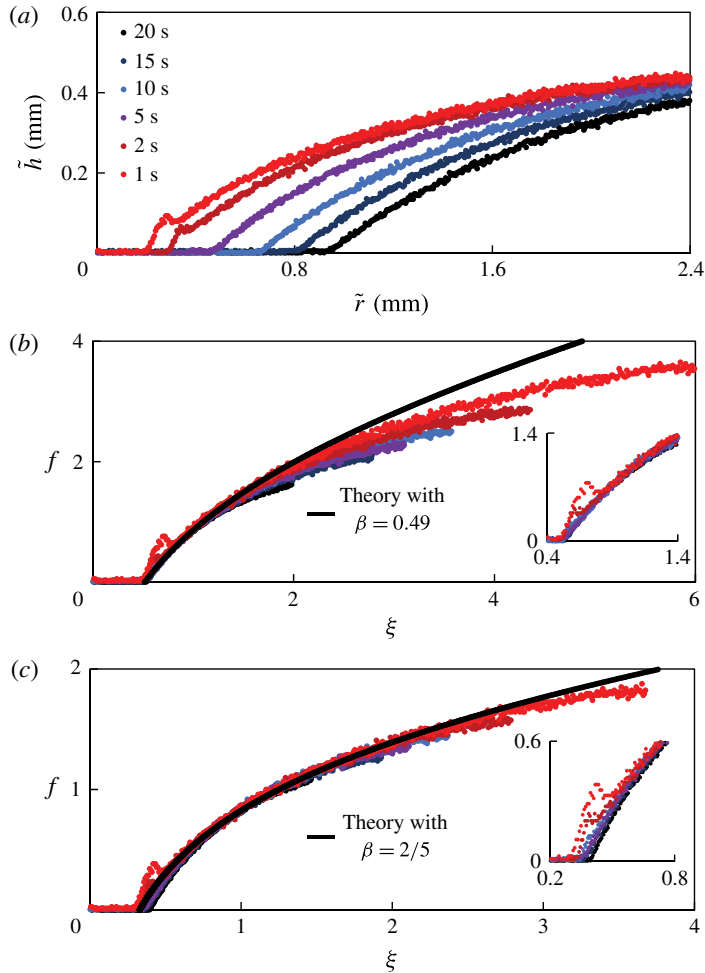 (a)
0.6
20 s
15 s
10 s
5 s
2 s
1 s
0.4
0.2
h̃ (mm)
0
0.8
1.6
2.4
r̃ (mm)
(b)
4
2
f
Theory with
β = 0.49
1.4
0
0.4
1.4
0
2
4
6
ξ
(c)
2
1
f
Theory with
β = 2/5
0.6
0
0.2
0.8
0
1
2
3
4
ξ